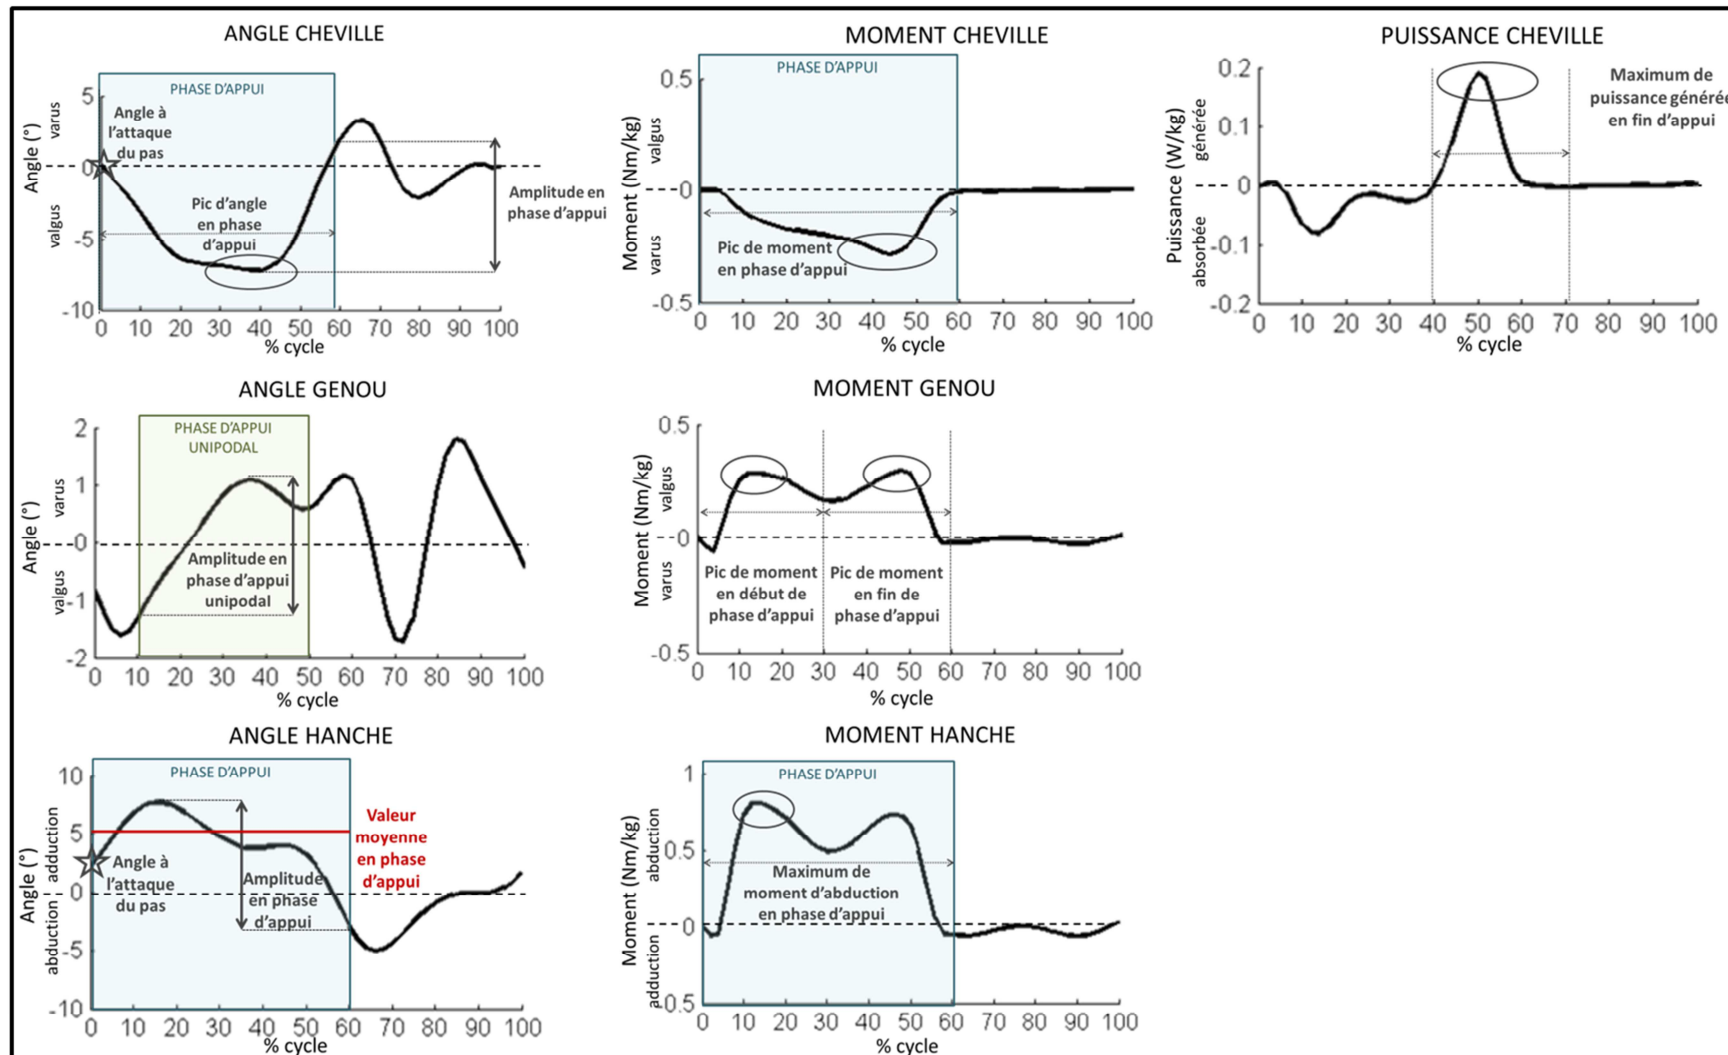 ANGLE CHEVILLE
PHASE D'APPUI
Angle (°)
valgus
varus
5
0
-5
-10
Angle à
l'attaque
du pas
Pic d'angle
en phase
d'appui
Amplitude en
phase d'appui
0 10 20 30 40 50 60 70 80 90 100
% cycle
MOMENT CHEVILLE
PHASE D'APPUI
Moment (Nm/kg)
varus
valgus
0.5
0
-0.5
Pic de moment
en phase d'appui
0 10 20 30 40 50 60 70 80 90 100
% cycle
PUISSANCE CHEVILLE
Puissance (W/kg)
absorbée
générée
0.2
0.1
0
-0.1
-0.2
Maximum de
puissance générée
en fin d'appui
0 10 20 30 40 50 60 70 80 90 100
% cycle
ANGLE GENOU
PHASE D'APPUI
UNIPODAL
Angle (°)
valgus
varus
2
1
-0
-1
-2
Amplitude en
phase d'appui
unipodal
0 10 20 30 40 50 60 70 80 90 100
% cycle
MOMENT GENOU
Moment (Nm/kg)
varus
valgus
0.5
0
-0.5
Pic de moment
en début de
phase d'appui
Pic de moment
en fin de
phase d'appui
0 10 20 30 40 50 60 70 80 90 100
% cycle
ANGLE HANCHE
PHASE D'APPUI
Angle (°)
abduction
adduction
10
5
0
-5
-10
Angle à
l'attaque
du pas
Amplitude
en phase
d'appui
Valeur
moyenne
en phase
d'appui
0 10 20 30 40 50 60 70 80 90 100
% cycle
MOMENT HANCHE
PHASE D'APPUI
Moment (Nm/kg)
adduction
abduction
1
0.5
0
-0.5
Maximum de
moment d'abduction
en phase d'appui
0 10 20 30 40 50 60 70 80 90 100
% cycle